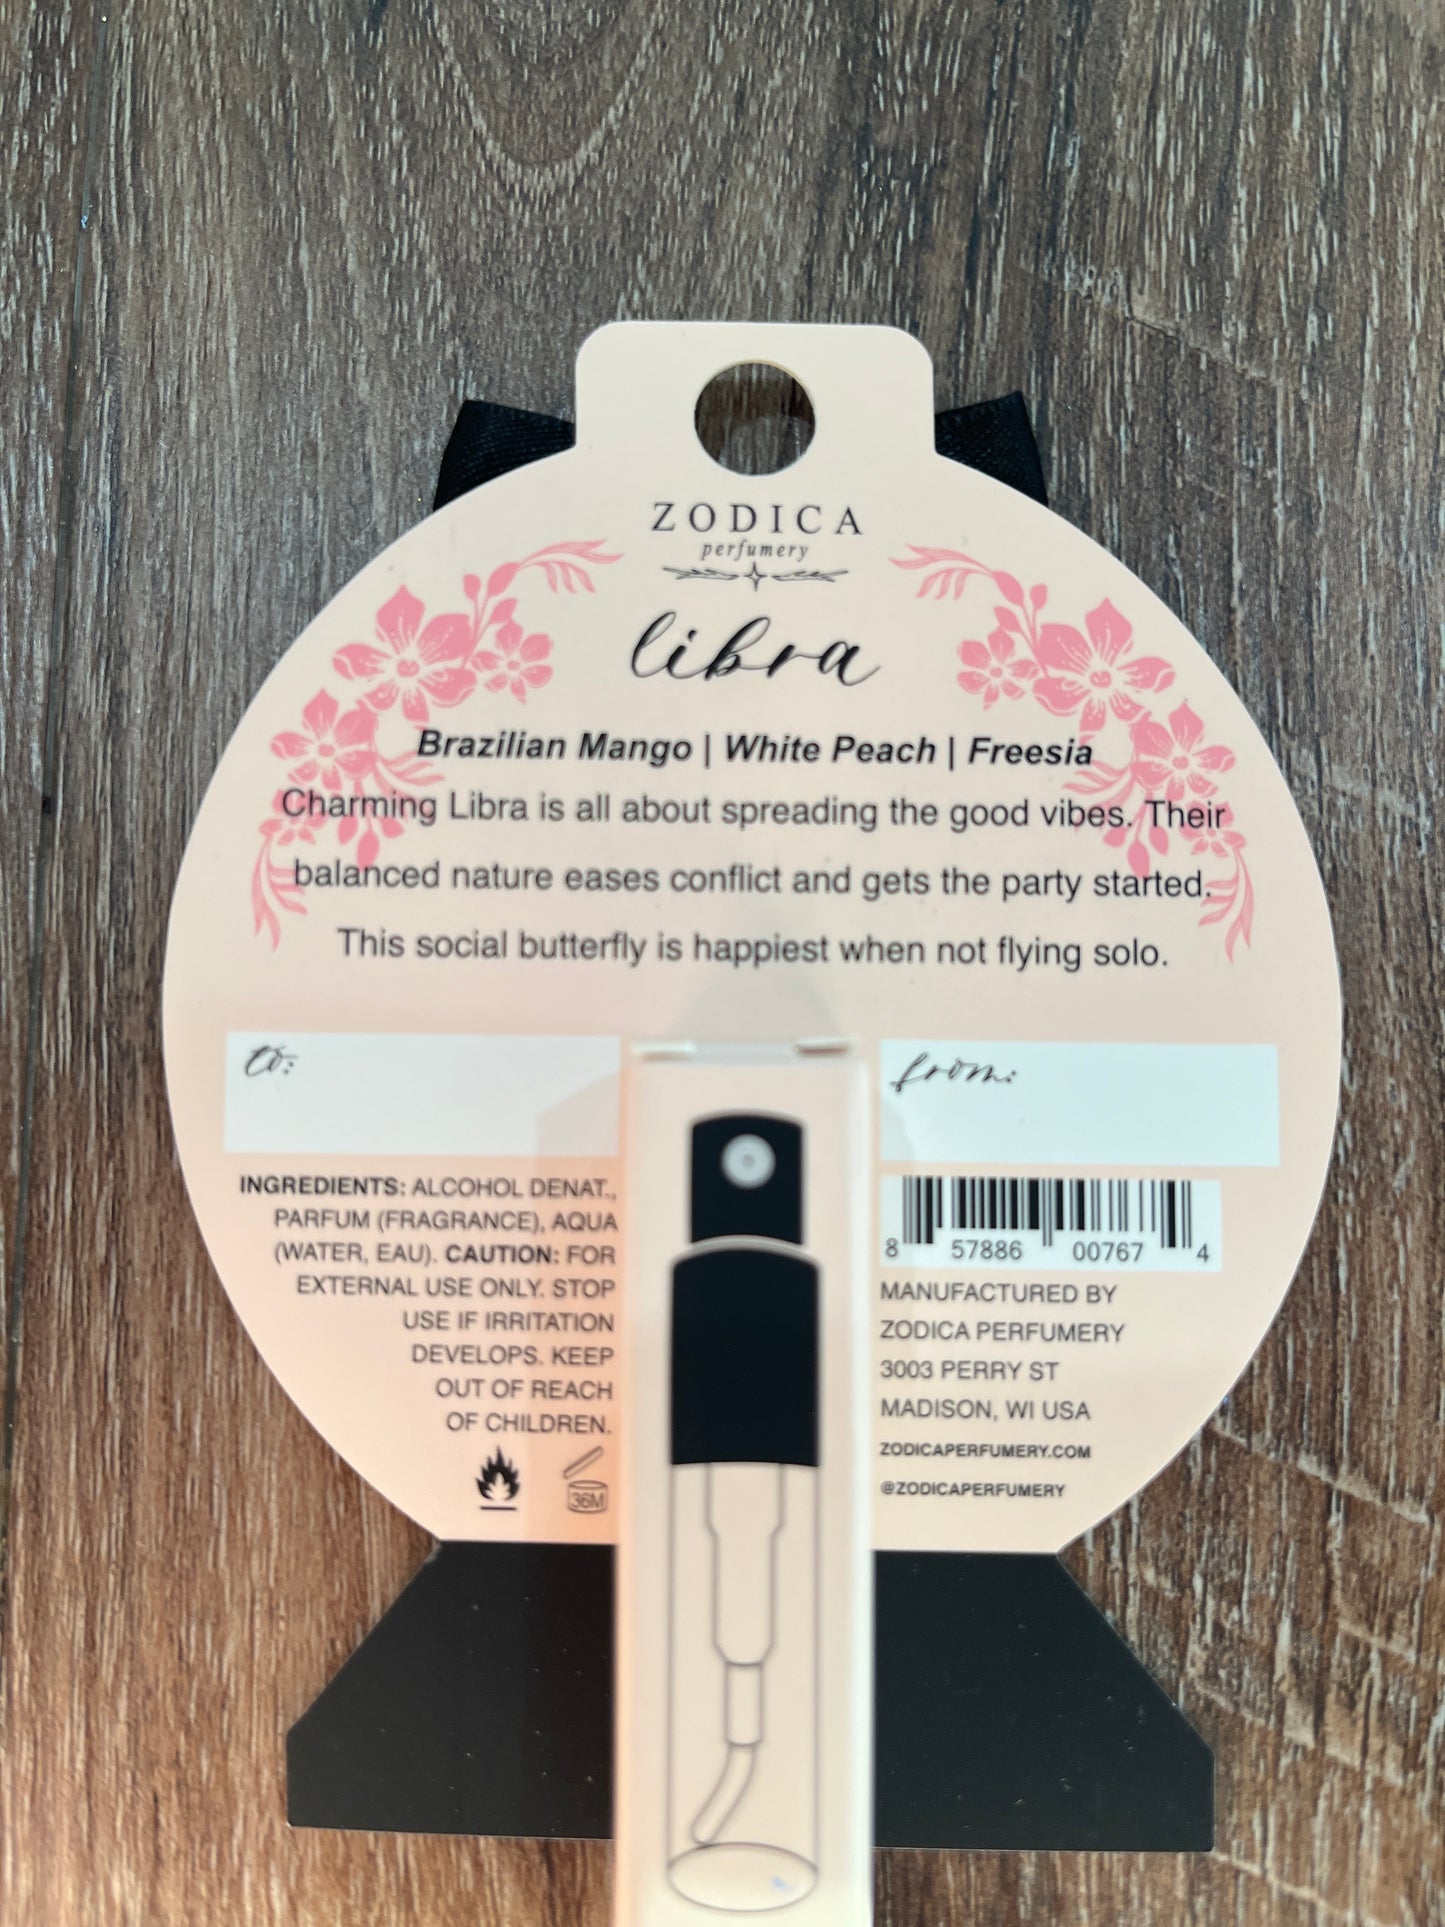 ZODICA
perfumery
libra
Brazilian Mango | White Peach | Freesia
Charming Libra is all about spreading the good vibes. Their
balanced nature eases conflict and gets the party started.
This social butterfly is happiest when not flying solo.
to:
from:
INGREDIENTS: ALCOHOL DENAT.,
PARFUM (FRAGRANCE), AQUA
(WATER, EAU). CAUTION: FOR
EXTERNAL USE ONLY. STOP
USE IF IRRITATION
DEVELOPS. KEEP
OUT OF REACH
OF CHILDREN.
36M
8 57886 00767 4
MANUFACTURED BY
ZODICA PERFUMERY
3003 PERRY ST
MADISON, WI USA
ZODICAPERFUMERY.COM
@ZODICAPERFUMERY